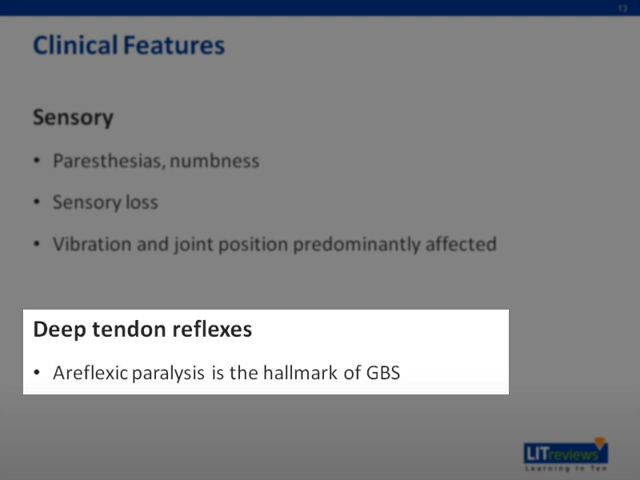 13
Clinical Features
Sensory
• Paresthesias, numbness
• Sensory loss
• Vibration and joint position predominantly affected
Deep tendon reflexes
• Areflexic paralysis is the hallmark of GBS
LITreviews
Learning in Ten